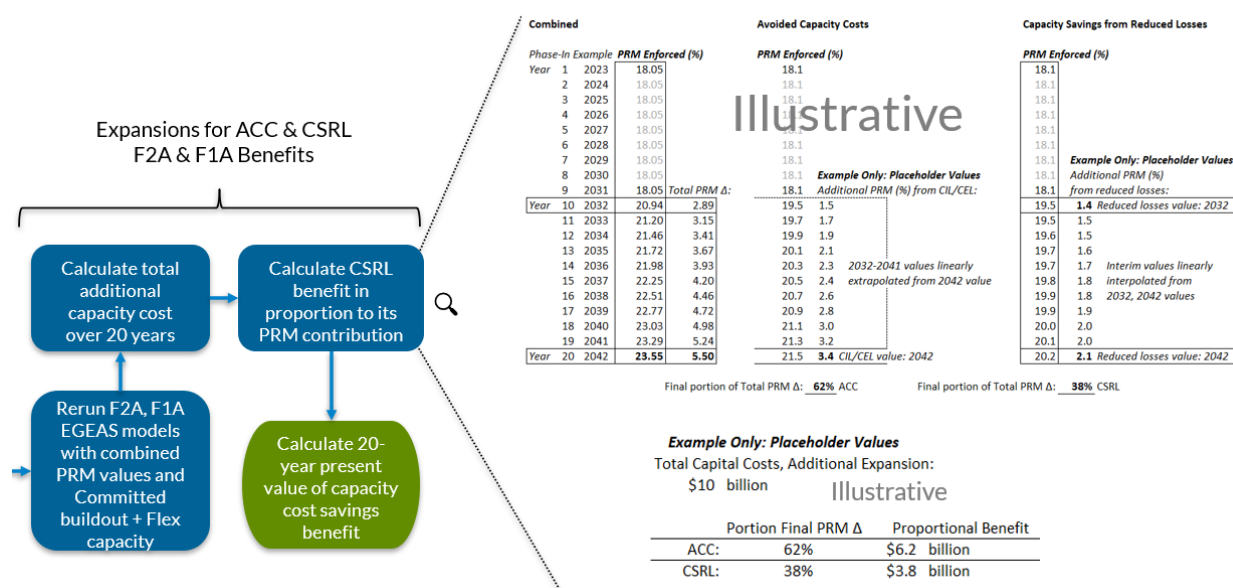 Expansions for ACC & CSRL
F2A & F1A Benefits
Calculate total
additional
capacity cost
over 20 years
Calculate CSRL
benefit in
proportion to its
PRM contribution
Rerun F2A, F1A
EGEAS models
with combined
PRM values and
Committed
buildout + Flex
capacity
Calculate 20-
year present
value of capacity
cost savings
benefit
Combined
Phase-In Example PRM Enforced (%)
Year 1 2023 18.05
2 2024 18.05
3 2025 18.05
4 2026 18.05
5 2027 18.05
6 2028 18.05
7 2029 18.05
8 2030 18.05
9 2031 18.05 Total PRM Δ:
Year 10 2032 20.94 2.89
11 2033 21.20 3.15
12 2034 21.46 3.41
13 2035 21.72 3.67
14 2036 21.98 3.93
15 2037 22.25 4.20
16 2038 22.51 4.46
17 2039 22.77 4.72
18 2040 23.03 4.98
19 2041 23.29 5.24
Year 20 2042 23.55 5.50
Avoided Capacity Costs
PRM Enforced (%)
18.1
18.1
18.1
18.1
18.1
18.1
18.1
18.1 Example Only: Placeholder Values
18.1 Additional PRM (%) from CIL/CEL:
19.5 1.5
19.7 1.7
19.9 1.9
20.1 2.1
20.3 2.3 2032-2041 values linearly
20.5 2.4 extrapolated from 2042 value
20.7 2.6
20.9 2.8
21.1 3.0
21.3 3.2
21.5 3.4 CIL/CEL value: 2042
Illustrative
Capacity Savings from Reduced Losses
PRM Enforced (%)
18.1
18.1
18.1
18.1
18.1
18.1
18.1 Example Only: Placeholder Values
18.1 Additional PRM (%)
18.1 from reduced losses:
19.5 1.4 Reduced losses value: 2032
19.5 1.5
19.6 1.5
19.7 1.6
19.7 1.7 Interim values linearly
19.8 1.8 interpolated from
19.9 1.8 2032, 2042 values
19.9 1.9
20.0 2.0
20.1 2.0
20.2 2.1 Reduced losses value: 2042
Final portion of Total PRM Δ: 62% ACC
Final portion of Total PRM Δ: 38% CSRL
Example Only: Placeholder Values
Total Capital Costs, Additional Expansion:
$10 billion
Illustrative
Portion Final PRM Δ Proportional Benefit
ACC: 62% $6.2 billion
CSRL: 38% $3.8 billion